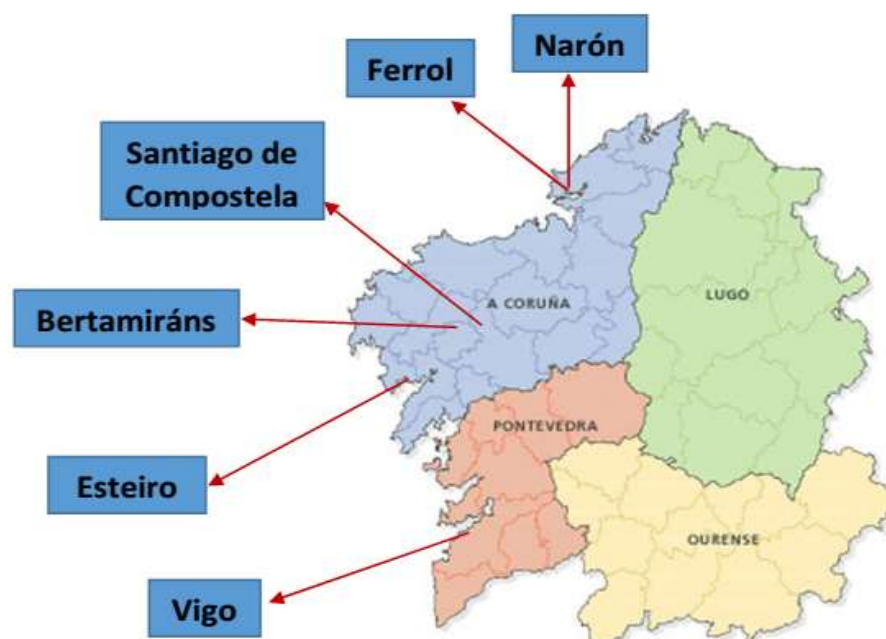 Narón
Ferrol
Santiago de
Compostela
A CORUÑA
LUGO
Bertamiráns
PONTEVEDRA
Esteiro
OURENSE
Vigo